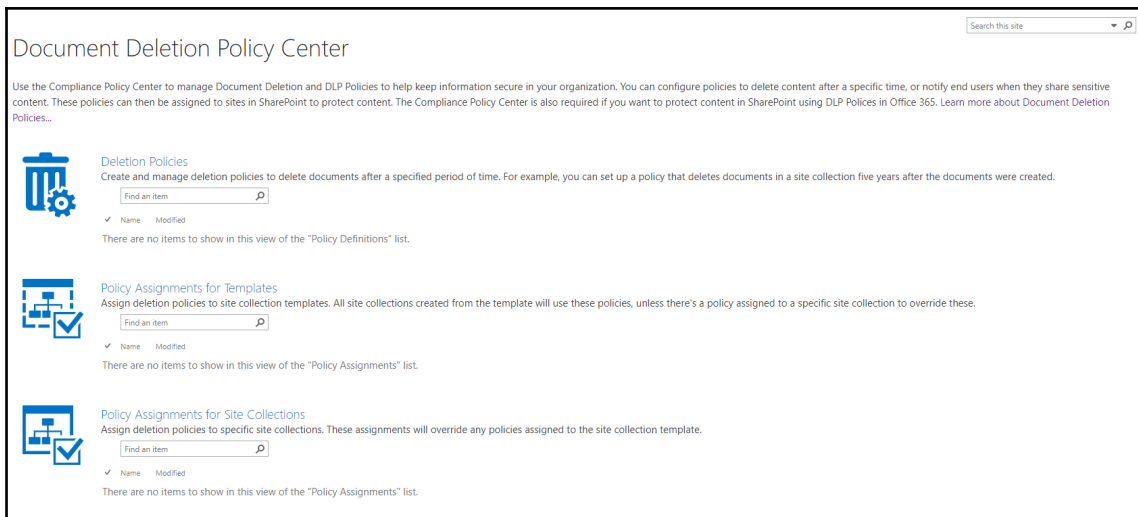 Search this site
Document Deletion Policy Center
Use the Compliance Policy Center to manage Document Deletion and DLP Policies to help keep information secure in your organization. You can configure policies to delete content after a specific time, or notify end users when they share sensitive
content. These policies can then be assigned to sites in SharePoint to protect content. The Compliance Policy Center is also required if you want to protect content in SharePoint using DLP Polices in Office 365. Learn more about Document Deletion
Policies...
Deletion Policies
Create and manage deletion policies to delete documents after a specified period of time. For example, you can set up a policy that deletes documents in a site collection five years after the documents were created.
Find an item
Name Modified
There are no items to show in this view of the "Policy Definitions" list.
Policy Assignments for Templates
Assign deletion policies to site collection templates. All site collections created from the template will use these policies, unless there's a policy assigned to a specific site collection to override these.
Find an item
Name Modified
There are no items to show in this view of the "Policy Assignments" list.
Policy Assignments for Site Collections
Assign deletion policies to specific site collections. These assignments will override any policies assigned to the site collection template.
Find an item
Name Modified
There are no items to show in this view of the "Policy Assignments" list.